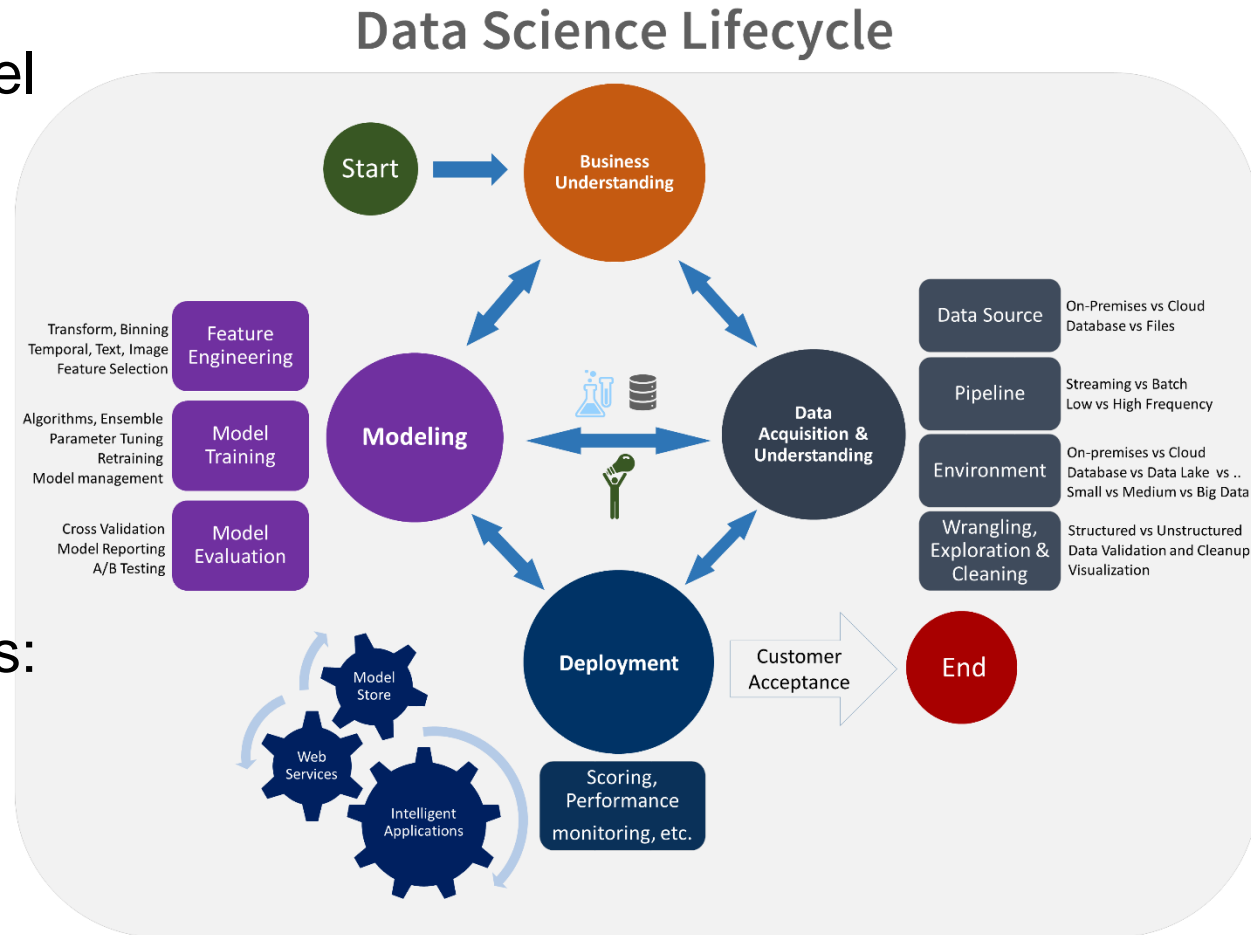 Data Science Lifecycle
el
Start
Business
Understanding
Feature
Engineering
Transform, Binning
Temporal, Text, Image
Feature Selection
Model
Training
Algorithms, Ensemble
Parameter Tuning
Retraining
Model management
Model
Evaluation
Cross Validation
Model Reporting
A/B Testing
Modeling
Data
Acquisition &
Understanding
Data Source
On-Premises vs Cloud
Database vs Files
Pipeline
Streaming vs Batch
Low vs High Frequency
Environment
On-premises vs Cloud
Database vs Data Lake vs ..
Small vs Medium vs Big Data
Wrangling,
Exploration &
Cleaning
Structured vs Unstructured
Data Validation and Cleanup
Visualization
s:
Model
Store
Web
Services
Intelligent
Applications
Deployment
Scoring,
Performance
monitoring, etc.
Customer
Acceptance
End